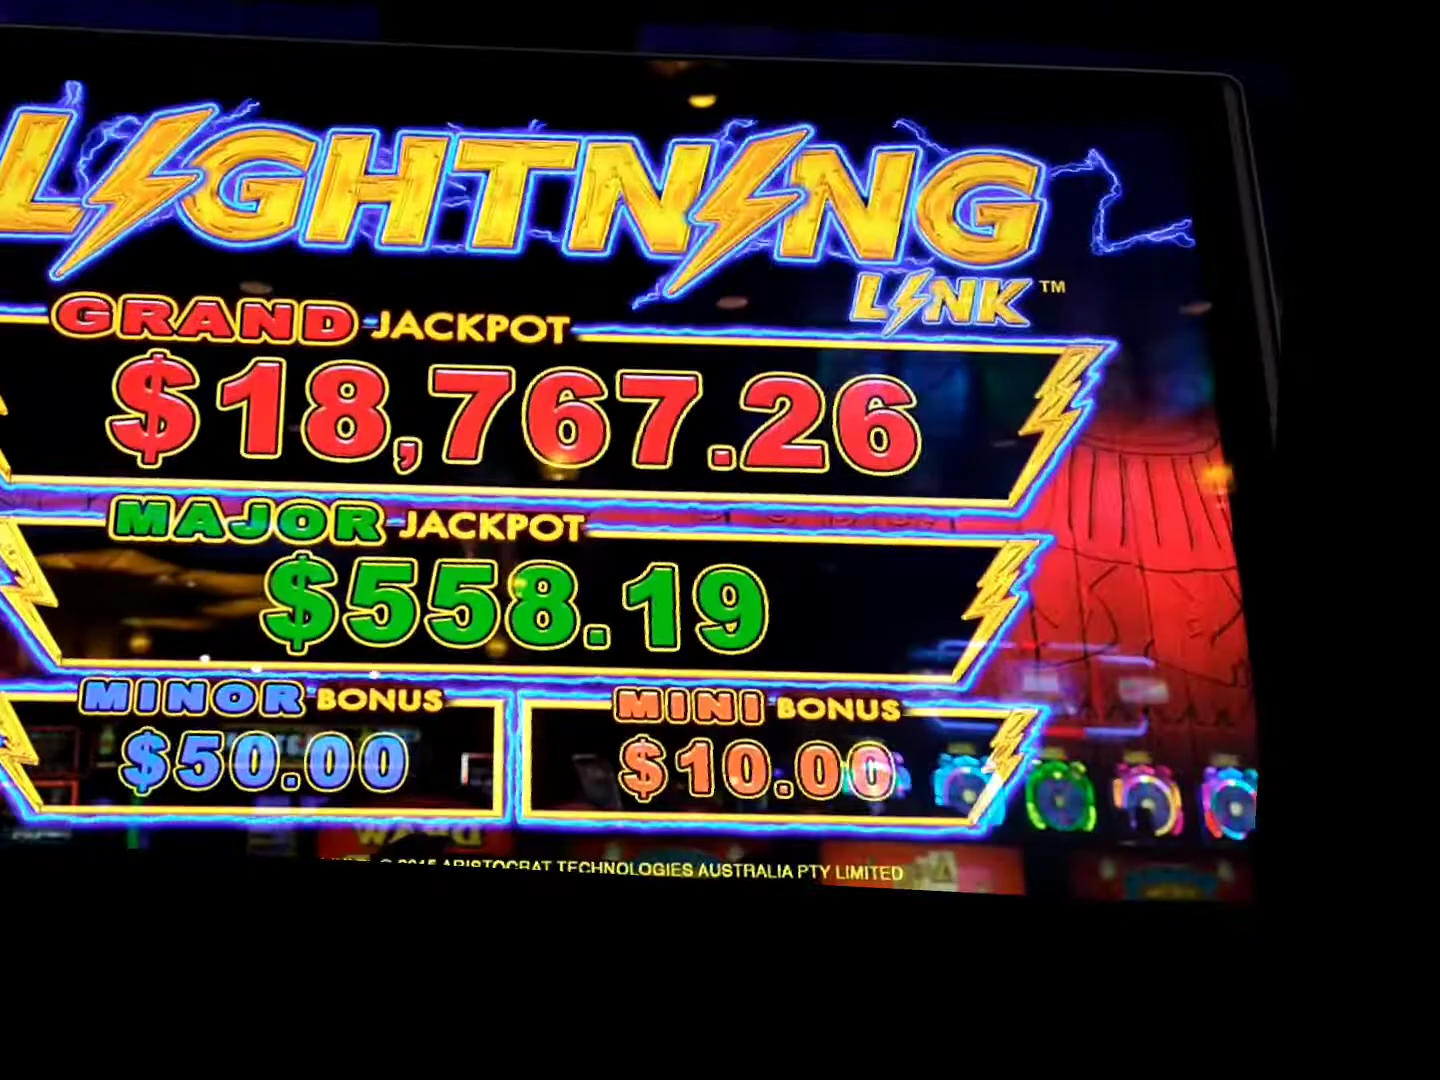 LIGHTNING
LINK™
GRAND JACKPOT
$18,767.26
MAJOR JACKPOT
$558.19
MINOR BONUS
$50.00
MINI BONUS
$10.00
© 2015 ARISTOCRAT TECHNOLOGIES AUSTRALIA PTY LIMITED